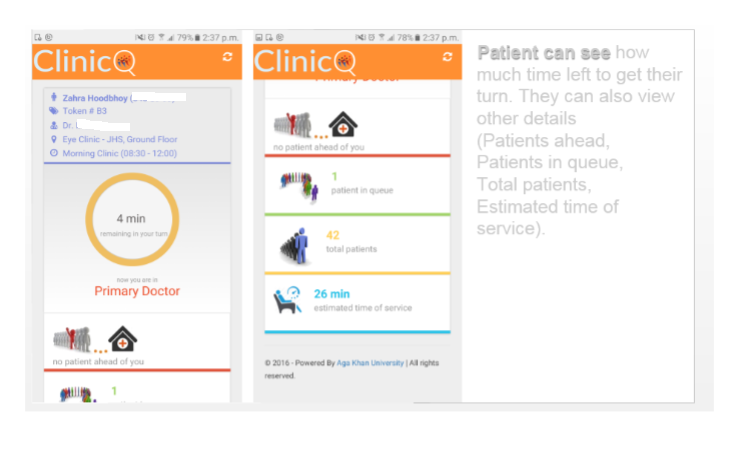 79% 2:37 p.m.
ClinicQ
Zahra Hoodbhoy
Token # B3
Dr.
Eye Clinic - JHS, Ground Floor
Morning Clinic (08:30 - 12:00)
4 min
remaining in your turn
now you are in
Primary Doctor
no patient ahead of you
1
78% 2:37 p.m.
ClinicQ
Primary Doctor
no patient ahead of you
1
patient in queue
42
total patients
26 min
estimated time of service
© 2016 - Powered By Aga Khan University | All rights
reserved.
Patient can see how
much time left to get their
turn. They can also view
other details
(Patients ahead,
Patients in queue,
Total patients,
Estimated time of
service).